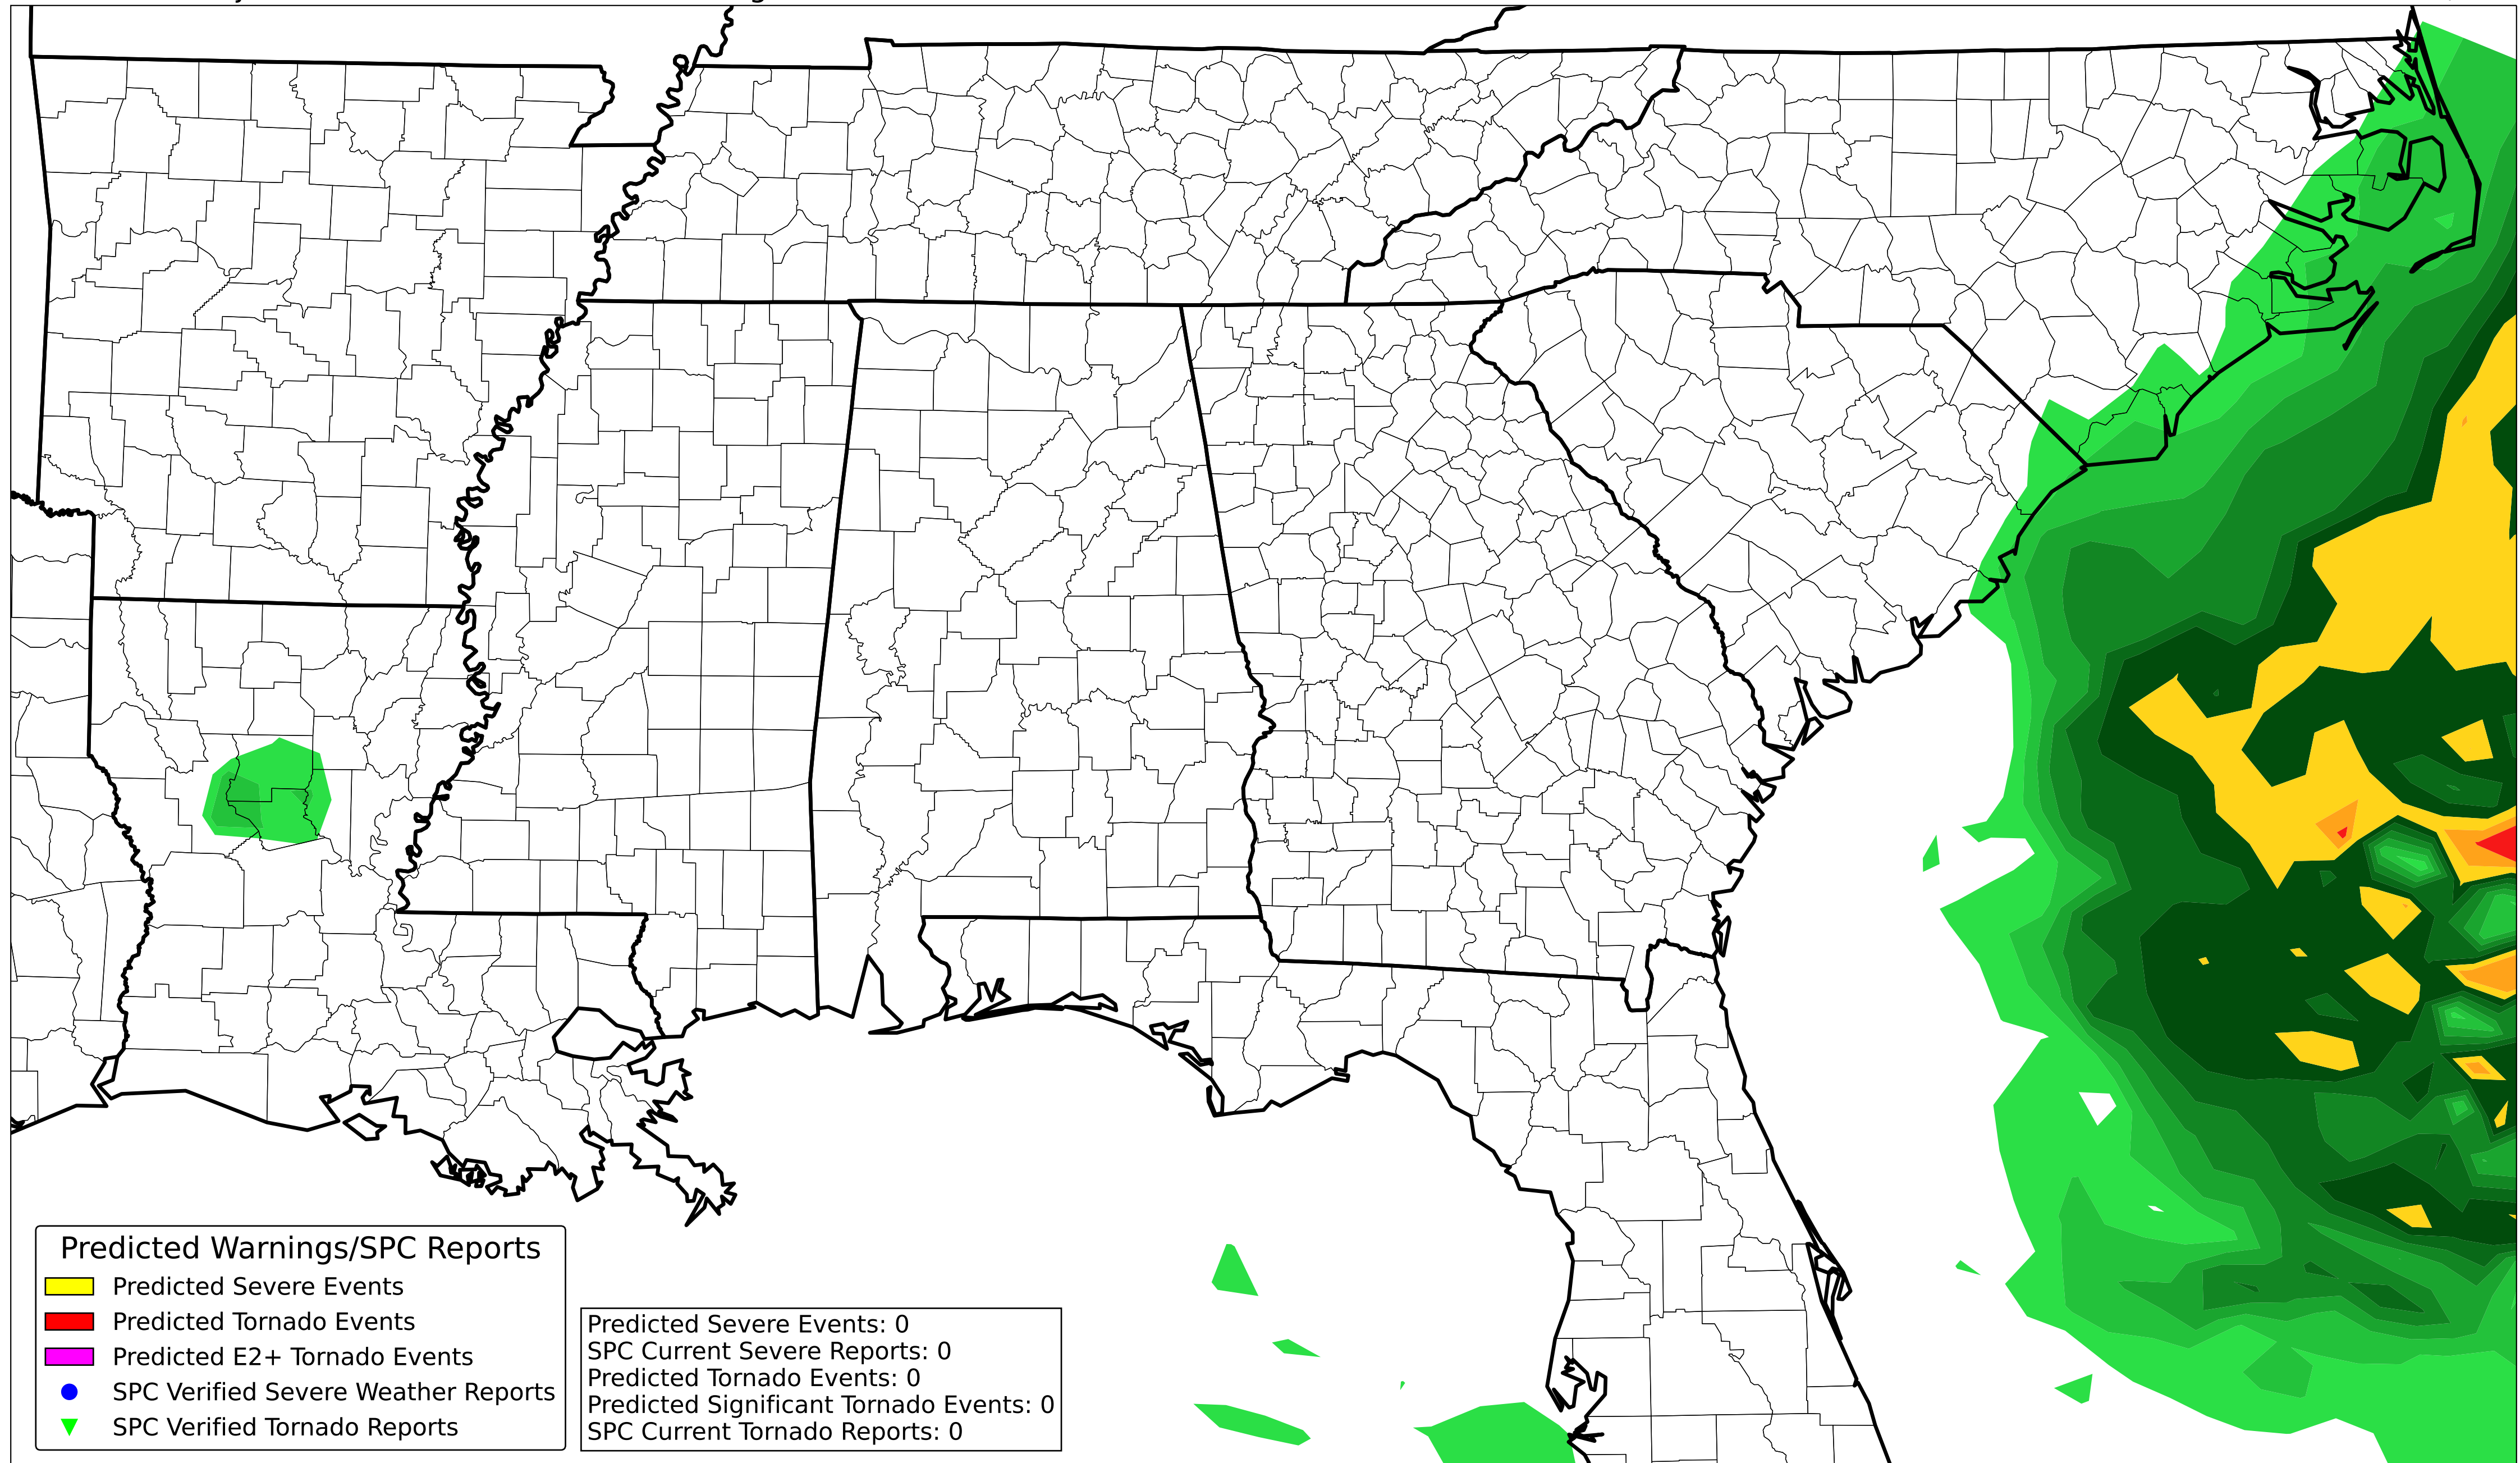 Predicted Warnings/SPC Reports
Predicted Severe Events
Predicted Tornado Events
Predicted E2+ Tornado Events
SPC Verified Severe Weather Reports
SPC Verified Tornado Reports
Predicted Severe Events: 0
SPC Current Severe Reports: 0
Predicted Tornado Events: 0
Predicted Significant Tornado Events: 0
SPC Current Tornado Reports: 0